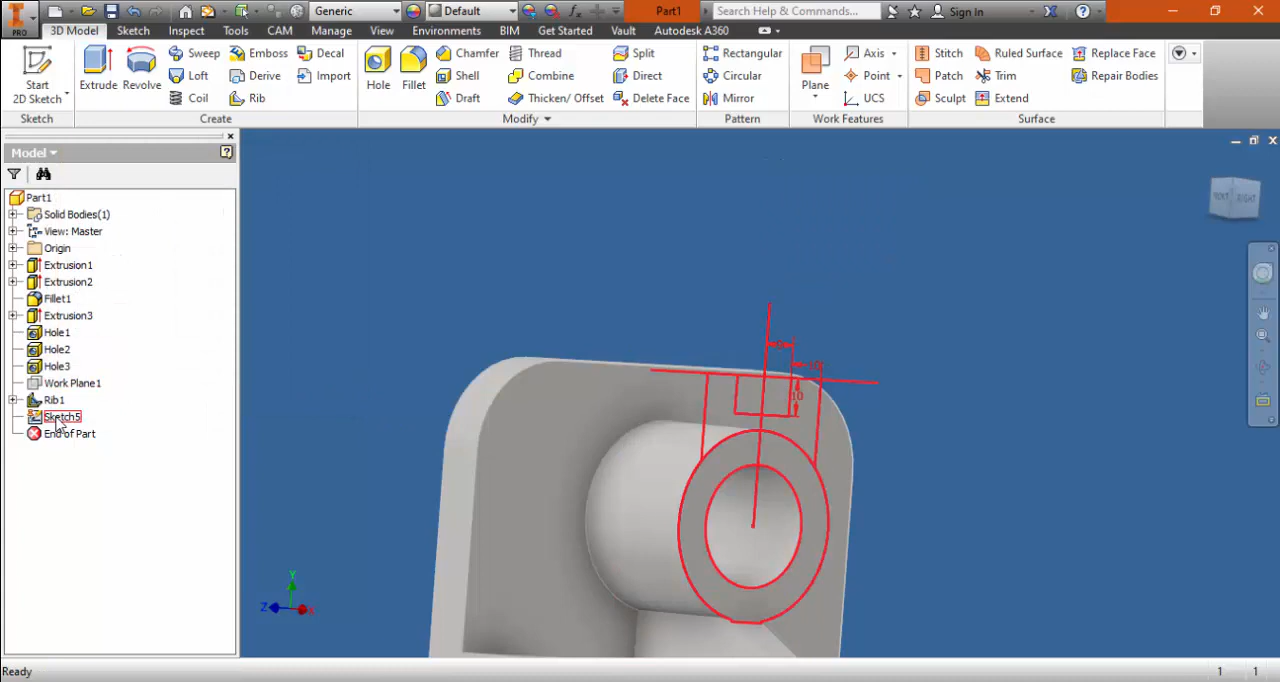 PRO
Generic
Default
Part1
Search Help & Commands...
Sign In
3D Model Sketch Inspect Tools CAM Manage View Environments BIM Get Started Vault Autodesk A360
Start 2D Sketch
Sketch
Extrude Revolve
Sweep Emboss Decal
Loft Derive Import
Coil Rib
Create
Hole Fillet
Chamfer Thread Split
Shell Combine Direct
Draft Thicken/ Offset Delete Face
Modify
Rectangular
Circular
Mirror
Pattern
Plane
Axis
Point
UCS
Work Features
Stitch Ruled Surface Replace Face
Patch Trim Repair Bodies
Sculpt Extend
Surface
Model
Part1
Solid Bodies(1)
View: Master
Origin
Extrusion1
Extrusion2
Fillet1
Extrusion3
Hole1
Hole2
Hole3
Work Plane1
Rib1
Sketch5
End of Part
FRONT RIGHT
10
Y
Z
Ready
1 1